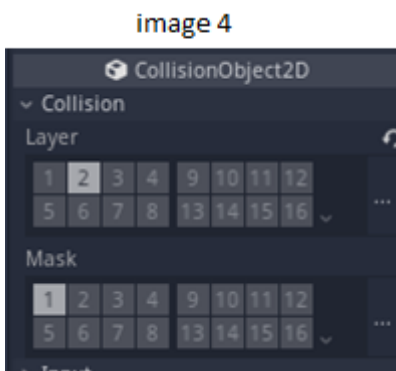 image 4
CollisionObject2D
Collision
Layer
1 2 3 4 9 10 11 12
5 6 7 8 13 14 15 16
...
Mask
1 2 3 4 9 10 11 12
5 6 7 8 13 14 15 16
...